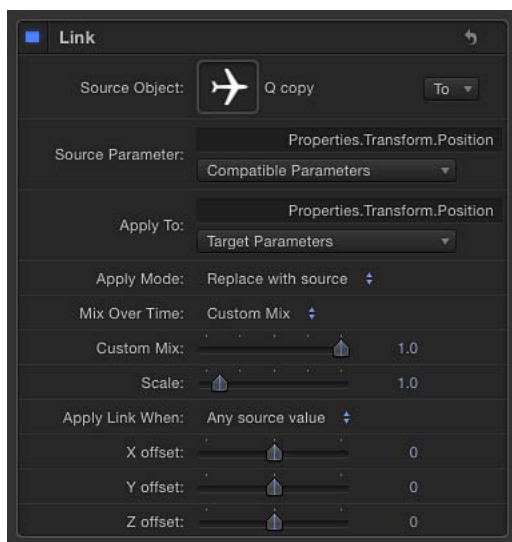 Link
Source Object: Q copy To
Properties.Transform.Position
Source Parameter:
Compatible Parameters
Properties.Transform.Position
Apply To:
Target Parameters
Apply Mode: Replace with source
Mix Over Time: Custom Mix
Custom Mix: 1.0
Scale: 1.0
Apply Link When: Any source value
X offset: 0
Y offset: 0
Z offset: 0